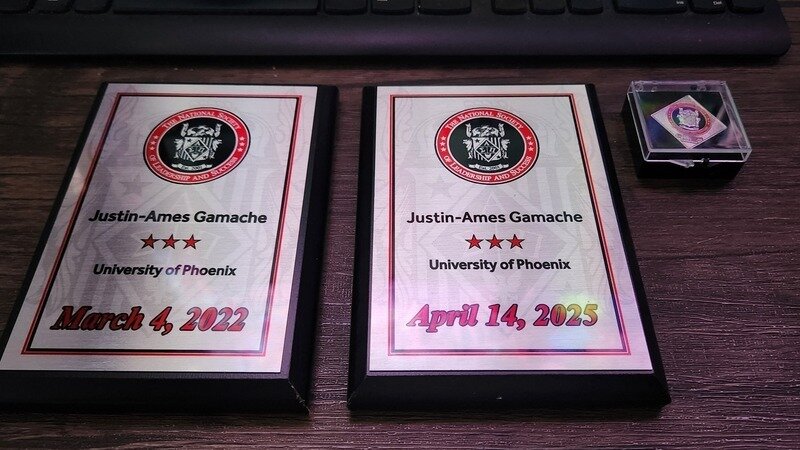 THE NATIONAL SOCIETY
OF LEADERSHIP AND SUCCESS
Justin-Ames Gamache
University of Phoenix
March 4, 2022
THE NATIONAL SOCIETY
OF LEADERSHIP AND SUCCESS
Justin-Ames Gamache
University of Phoenix
April 14, 2025